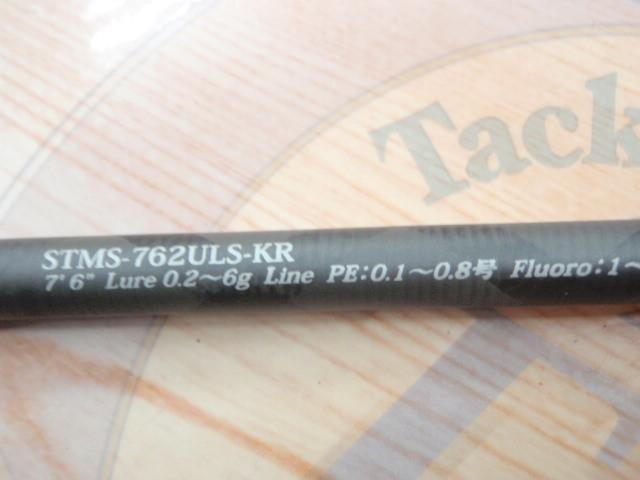 Tack
STMS-762ULS-KR
7'6" Lure 0.2～6g Line PE:0.1～0.8号 Fluoro:1～